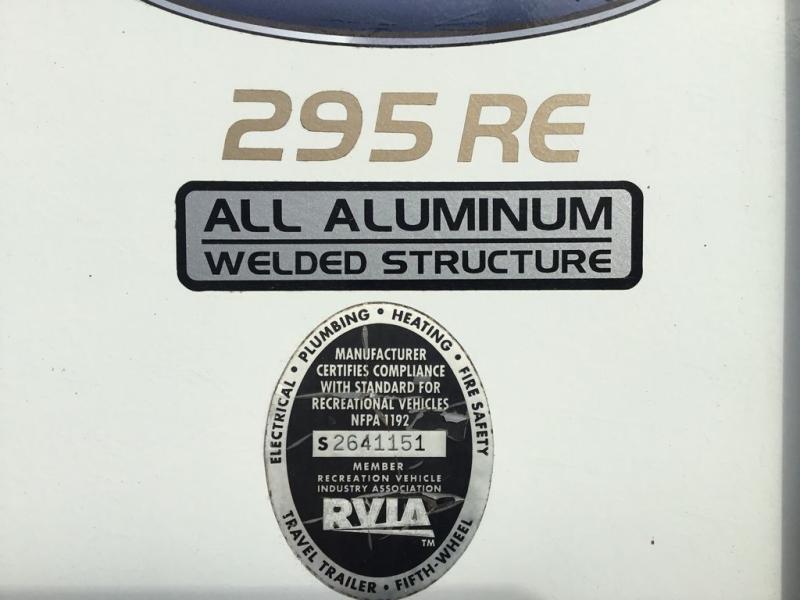 295 RE
ALL ALUMINUM
WELDED STRUCTURE
ELECTRICAL • PLUMBING • HEATING • FIRE SAFETY
MANUFACTURER
CERTIFIES COMPLIANCE
WITH STANDARD FOR
RECREATIONAL VEHICLES
NFPA 1192
S 2641151
MEMBER
RECREATION VEHICLE
INDUSTRY ASSOCIATION
RVIA
TM
TRAVEL TRAILER • FIFTH-WHEEL